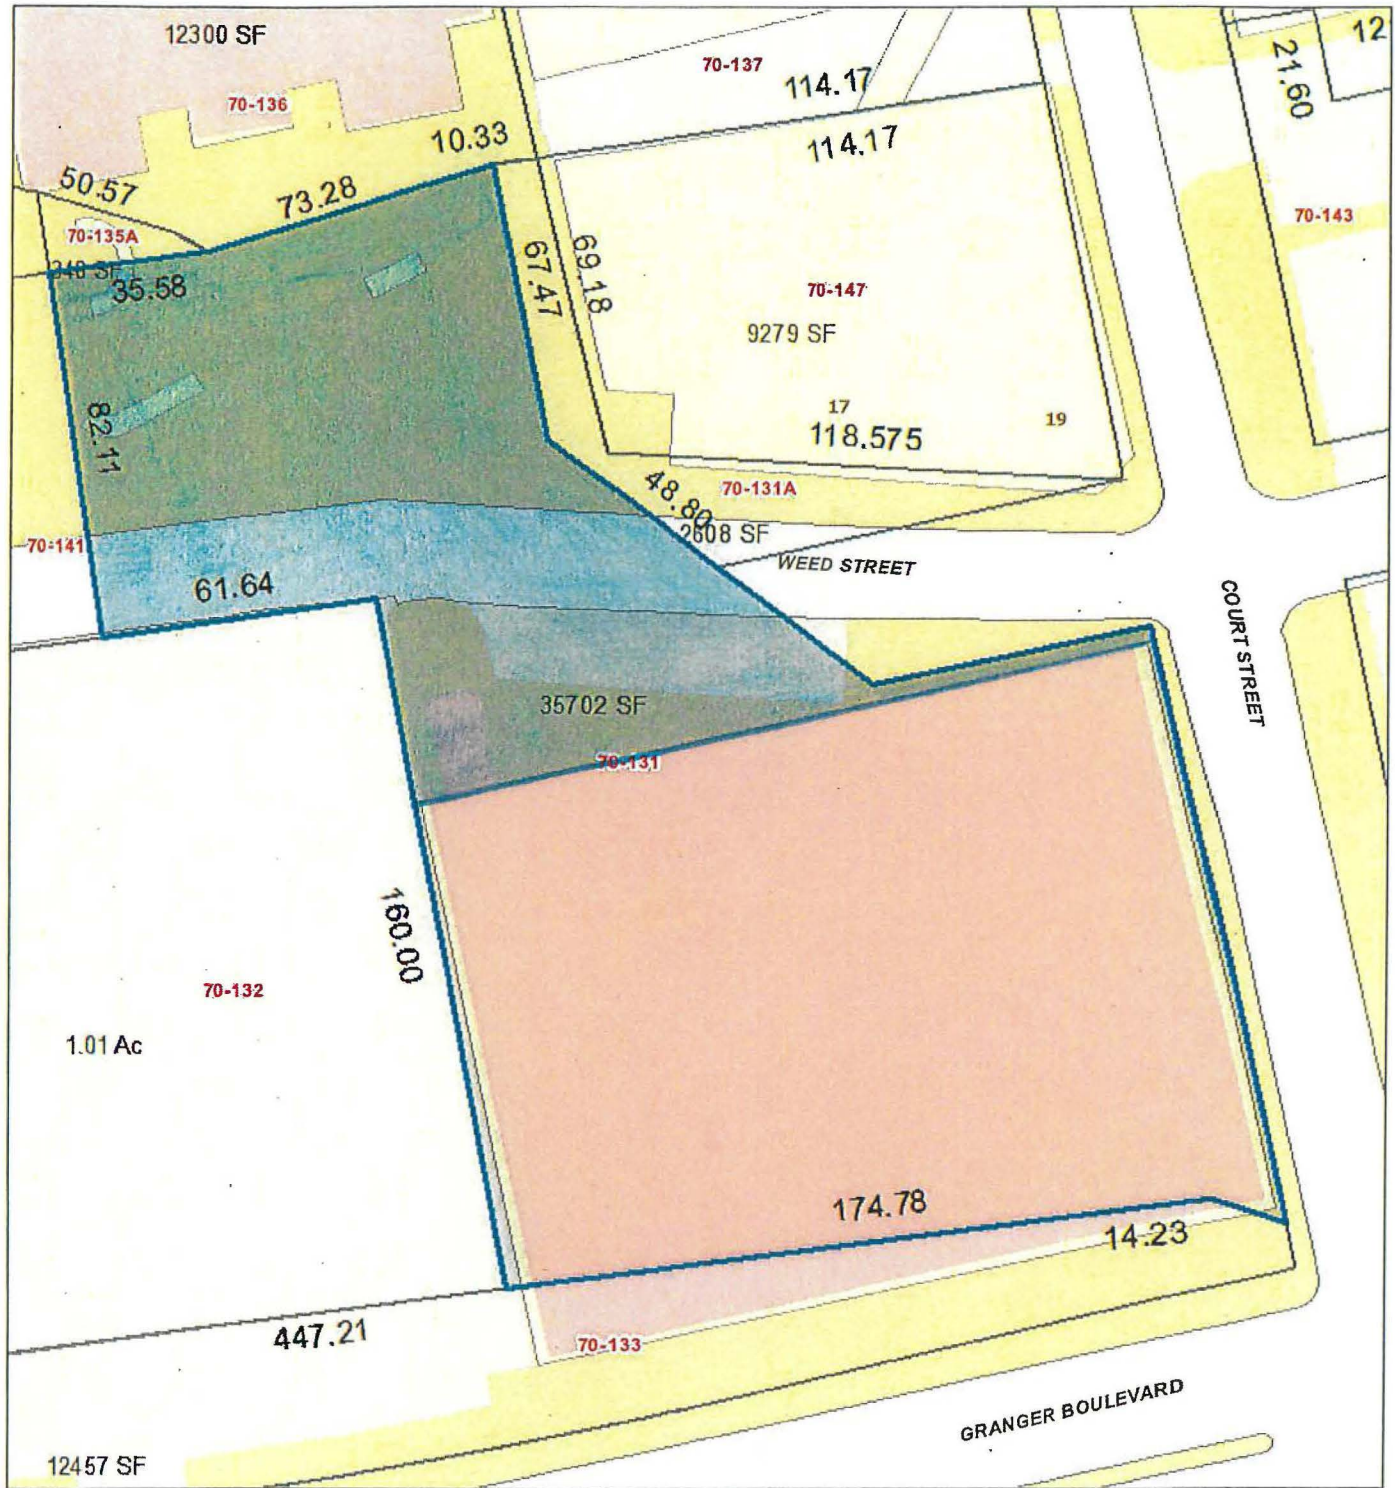 12300 SF
12
70-137
114.17
21.60
70-136
10.33
114.17
50.57
73.28
70-135A
70-143
348 SF
35.58
67.47
69.18
70-147
9279 SF
82.11
17
19
118.575
48.80
70-131A
2608 SF
70-141
WEED STREET
61.64
COURT STREET
35702 SF
70-131
160.00
70-132
1.01 Ac
174.78
14.23
447.21
70-133
GRANGER BOULEVARD
12457 SF